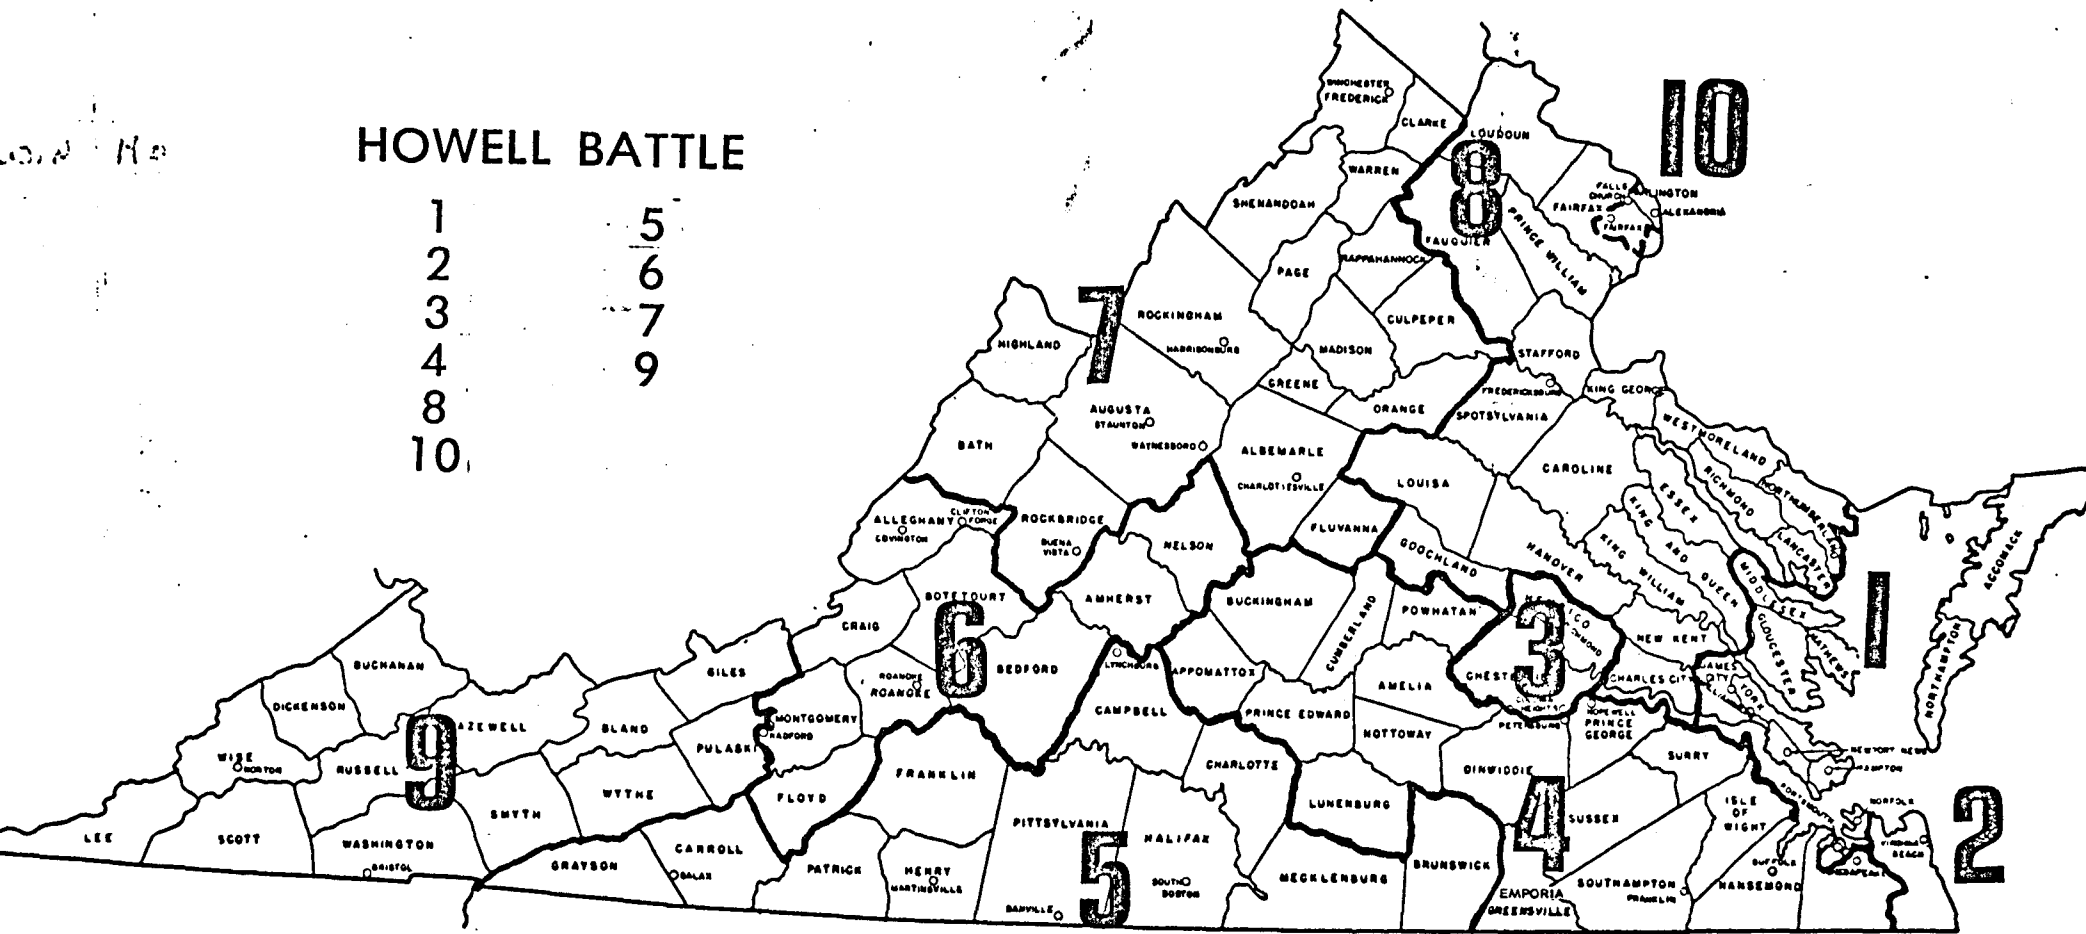 HOWELL BATTLE
1 5
2 6
3 7
4 9
8
10
WINCHESTER
FREDERICK
CLARKE
LOUDOUN
10
8
WARREN
FALLS
CHURCH
ARLINGTON
SHENANDOAH
FAIRFAX
ALEXANDRIA
FAIRFAX
PRINCE WILLIAM
FAUQUIER
PAGE
RAPPAHANNOCK
7
ROCKINGHAM
CULPEPER
HIGHLAND
HARRISONBURG
MADISON
STAFFORD
GREENE
FREDERICKSBURG
KING GEORGE
AUGUSTA
STAUNTON
ORANGE
SPOTSYLVANIA
WESTMORELAND
BATH
WAYNESBORO
ALBEMARLE
CAROLINE
CHARLOTTESVILLE
LOUISA
ESSEX
RICHMOND
NORTHUMBERLAND
ALLEGHANY
CLIFTON
FORGE
COVINGTON
ROCKBRIDGE
BUENA
VISTA
NELSON
FLUVANNA
GOOCHLAND
HANOVER
KING WILLIAM
KING AND QUEEN
LANCASTER
MIDDLESEX
ACCOMACK
BOTETOURT
AMHERST
BUCKINGHAM
CUMBERLAND
POWHATAN
3
NEW KENT
GLOUCESTER
MATHEWS
1
NORTHAMPTON
CRAIG
6
BUCHANAN
GILES
BEDFORD
LYNCHBURG
APPOMATTOX
AMELIA
CHARLES CITY
JAMES
CITY
YORK
DICKENSON
ROANOKE
ROANOKE
CAMPBELL
PRINCE EDWARD
NOTTOWAY
PETERSBURG
HOPEWELL
PRINCE
GEORGE
9
TAZEWELL
BLAND
MONTGOMERY
RADFORD
PULASKI
SURRY
NEWPORT NEWS
HAMPTON
WISE
NORTON
RUSSELL
FRANKLIN
CHARLOTTE
DINWIDDIE
WYTHE
FLOYD
LUNENBURG
4
SUSSEX
ISLE
OF
WIGHT
PORTSMOUTH
NORFOLK
2
LEE
SCOTT
WASHINGTON
SMYTH
PITTSYLVANIA
HALIFAX
VIRGINIA
BEACH
BRISTOL
GRAYSON
CARROLL
GALAX
PATRICK
HENRY
MARTINSVILLE
5
SOUTH
BOSTON
DANVILLE
MECKLENBURG
BRUNSWICK
EMPORIA
GREENSVILLE
SOUTHAMPTON
FRANKLIN
SUFFOLK
NANSEMOND
CHESAPEAKE